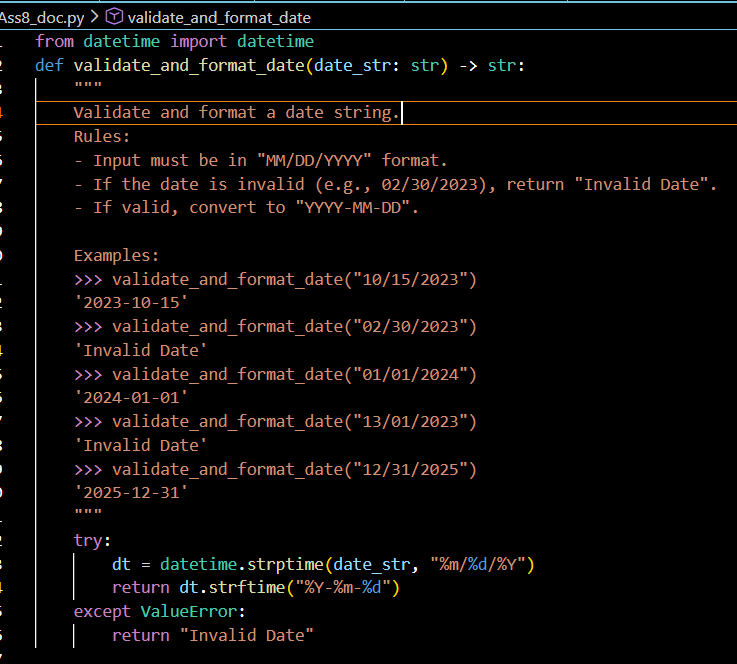 Ass8_doc.py > validate_and_format_date
from datetime import datetime
def validate_and_format_date(date_str: str) -> str:
    """
    Validate and format a date string.
    Rules:
    - Input must be in "MM/DD/YYYY" format.
    - If the date is invalid (e.g., 02/30/2023), return "Invalid Date".
    - If valid, convert to "YYYY-MM-DD".

    Examples:
    >>> validate_and_format_date("10/15/2023")
    '2023-10-15'
    >>> validate_and_format_date("02/30/2023")
    'Invalid Date'
    >>> validate_and_format_date("01/01/2024")
    '2024-01-01'
    >>> validate_and_format_date("13/01/2023")
    'Invalid Date'
    >>> validate_and_format_date("12/31/2025")
    '2025-12-31'
    """
    try:
        dt = datetime.strptime(date_str, "%m/%d/%Y")
        return dt.strftime("%Y-%m-%d")
    except ValueError:
        return "Invalid Date"